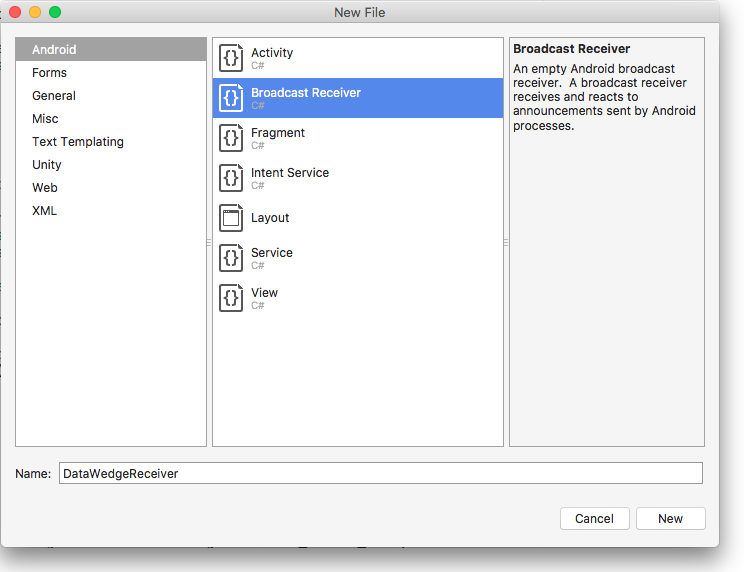 New File
Android
Forms
General
Misc
Text Templating
Unity
Web
XML
Activity
C#
Broadcast Receiver
C#
Fragment
C#
Intent Service
C#
Layout
Service
C#
View
C#
Broadcast Receiver
An empty Android broadcast
receiver. A broadcast receiver
receives and reacts to
announcements sent by Android
processes.
Name:
DataWedgeReceiver
Cancel
New